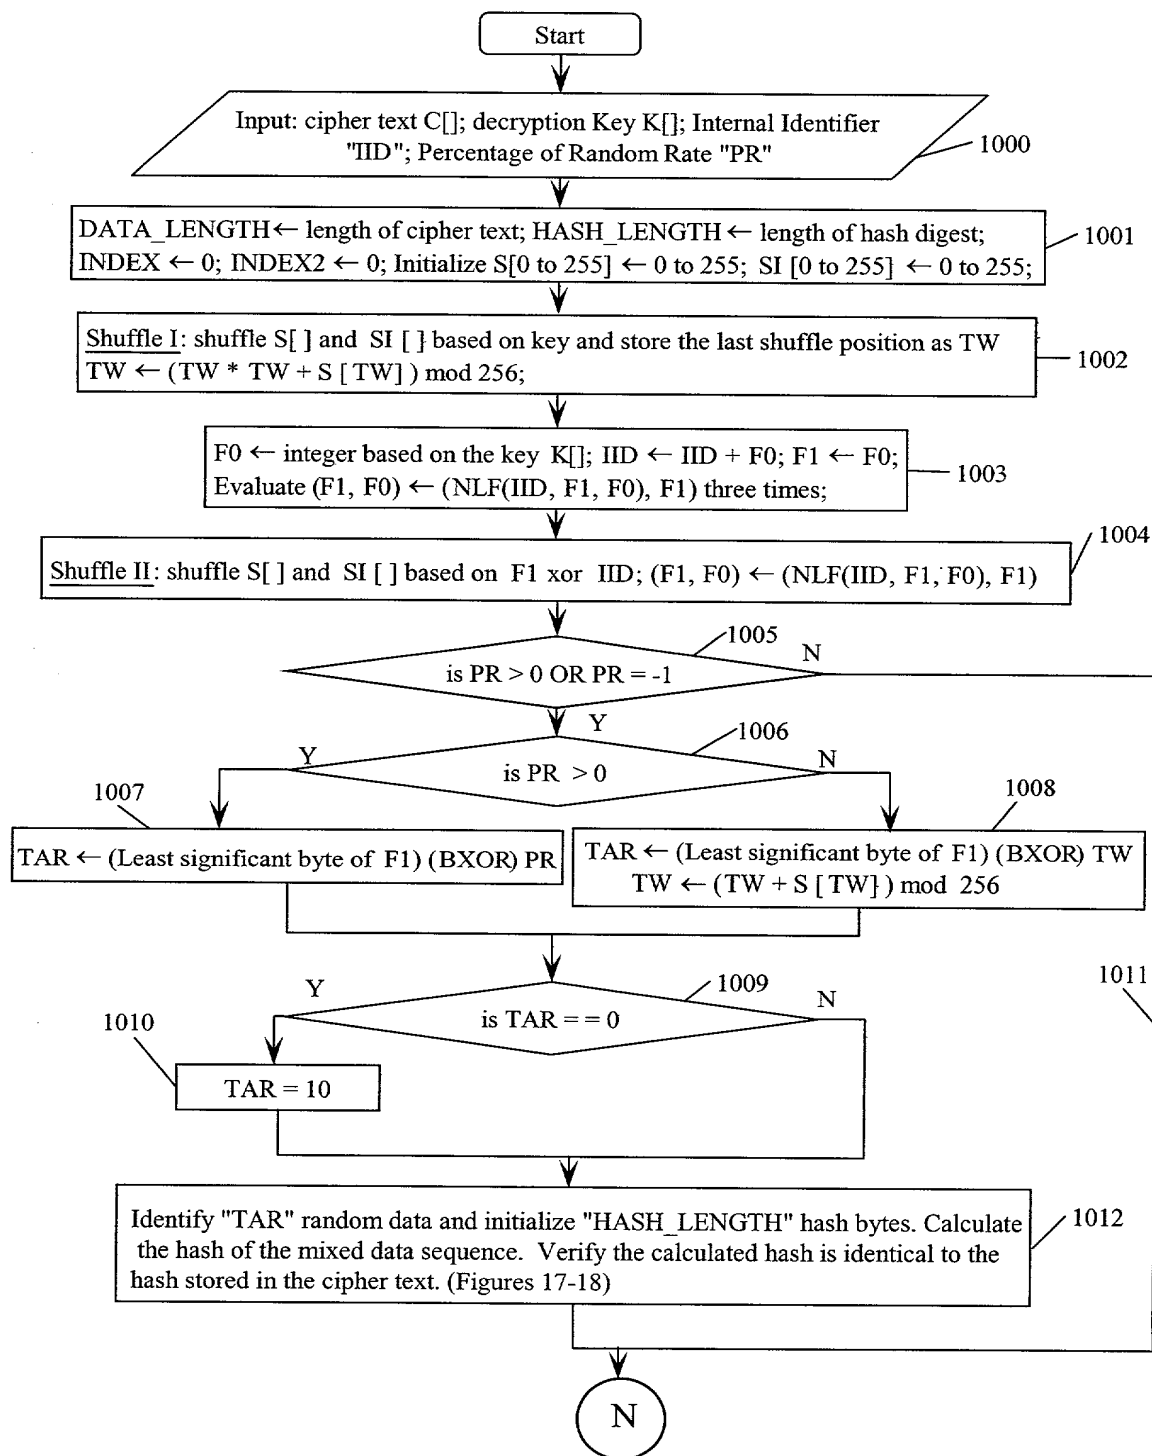 Start
Input: cipher text C[]; decryption Key K[]; Internal Identifier
"IID"; Percentage of Random Rate "PR"
1000
DATA_LENGTH ← length of cipher text; HASH_LENGTH ← length of hash digest;
INDEX ← 0; INDEX2 ← 0; Initialize S[0 to 255] ← 0 to 255; SI [0 to 255] ← 0 to 255;
1001
Shuffle I: shuffle S[ ] and SI [ ] based on key and store the last shuffle position as TW
TW ← (TW * TW + S [ TW] ) mod 256;
1002
F0 ← integer based on the key K[]; IID ← IID + F0; F1 ← F0;
Evaluate (F1, F0) ← (NLF(IID, F1, F0), F1) three times;
1003
1004
Shuffle II: shuffle S[ ] and SI [ ] based on F1 xor IID; (F1, F0) ← (NLF(IID, F1, F0), F1)
1005
is PR > 0 OR PR = -1
N
Y
1006
Y
is PR > 0
N
1007
1008
TAR ← (Least significant byte of F1) (BXOR) PR
TAR ← (Least significant byte of F1) (BXOR) TW
TW ← (TW + S [ TW] ) mod 256
1009
Y
is TAR = = 0
N
1011
1010
TAR = 10
Identify "TAR" random data and initialize "HASH_LENGTH" hash bytes. Calculate
the hash of the mixed data sequence. Verify the calculated hash is identical to the
hash stored in the cipher text. (Figures 17-18)
1012
N